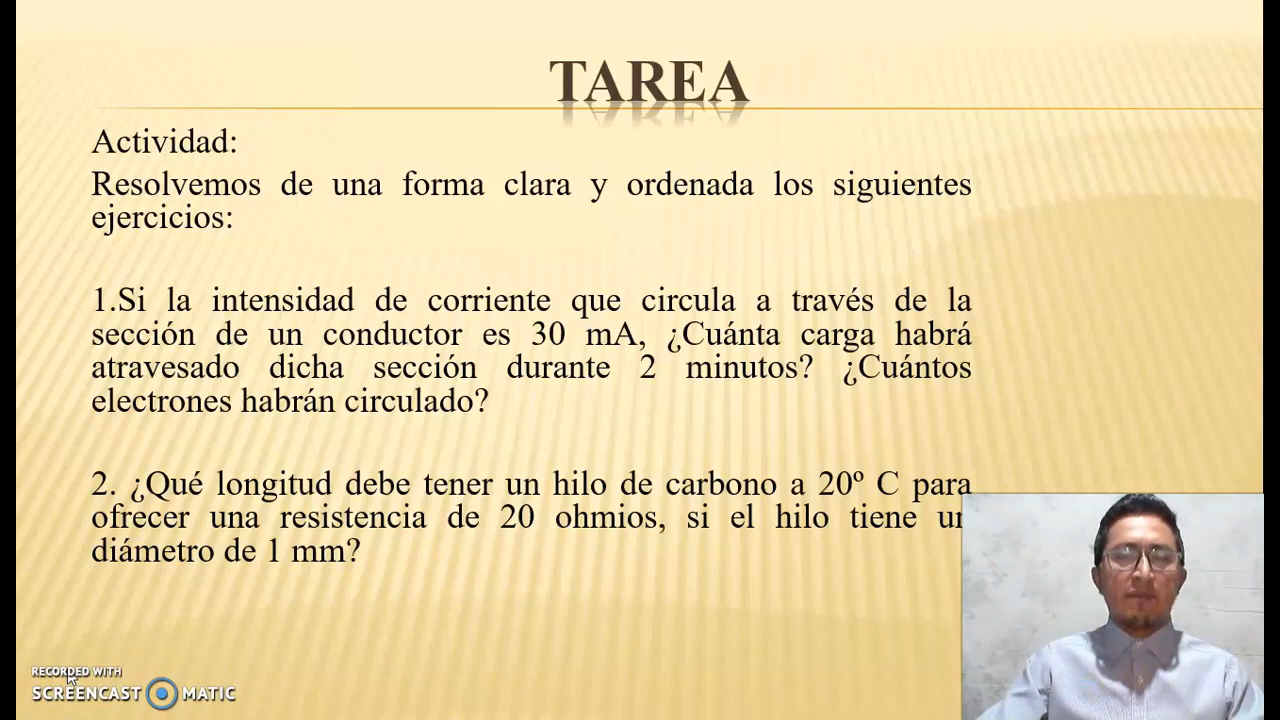 TAREA
Actividad:
Resolvemos de una forma clara y ordenada los siguientes
ejercicios:
1.Si la intensidad de corriente que circula a través de la
sección de un conductor es 30 mA, ¿Cuánta carga habrá
atravesado dicha sección durante 2 minutos? ¿Cuántos
electrones habrán circulado?
2. ¿Qué longitud debe tener un hilo de carbono a 20º C para
ofrecer una resistencia de 20 ohmios, si el hilo tiene un
diámetro de 1 mm?
RECORDED WITH
SCREENCAST MATIC